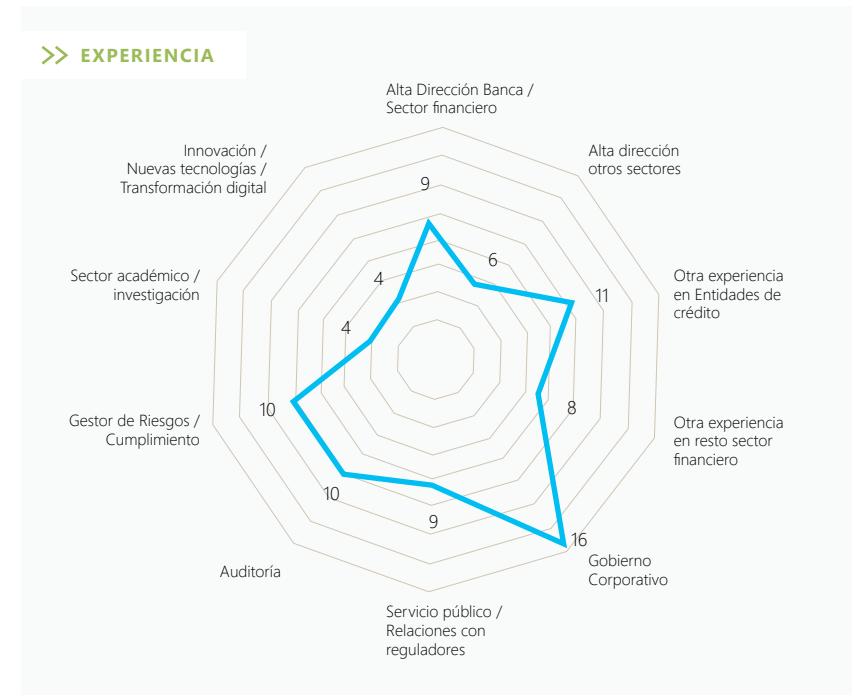 >> EXPERIENCIA
Alta Dirección Banca /
Sector financiero
9
Alta dirección
otros sectores
6
Otra experiencia
en Entidades de
crédito
11
Otra experiencia
en resto sector
financiero
8
Gobierno
Corporativo
16
Servicio público /
Relaciones con
reguladores
9
Auditoría
10
Gestor de Riesgos /
Cumplimiento
10
Sector académico /
investigación
4
Innovación /
Nuevas tecnologías /
Transformación digital
4